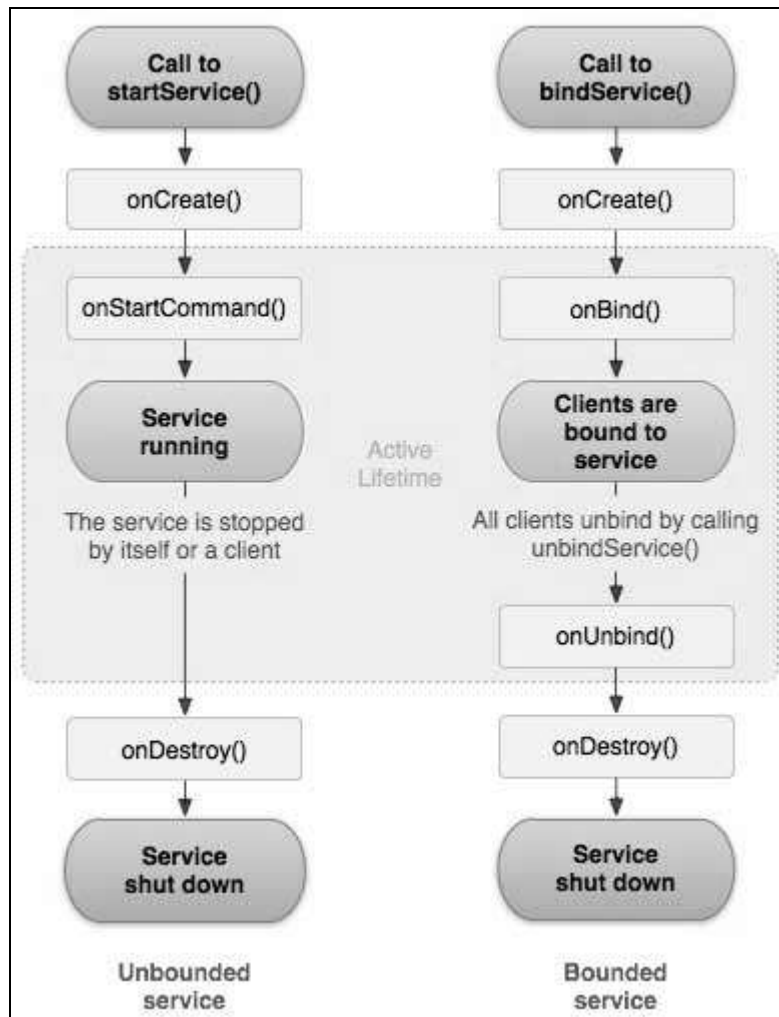 Call to
startService()
onCreate()
onStartCommand()
Service
running
The service is stopped
by itself or a client
onDestroy()
Service
shut down
Unbounded
service
Active
Lifetime
Call to
bindService()
onCreate()
onBind()
Clients are
bound to
service
All clients unbind by calling
unbindService()
onUnbind()
onDestroy()
Service
shut down
Bounded
service